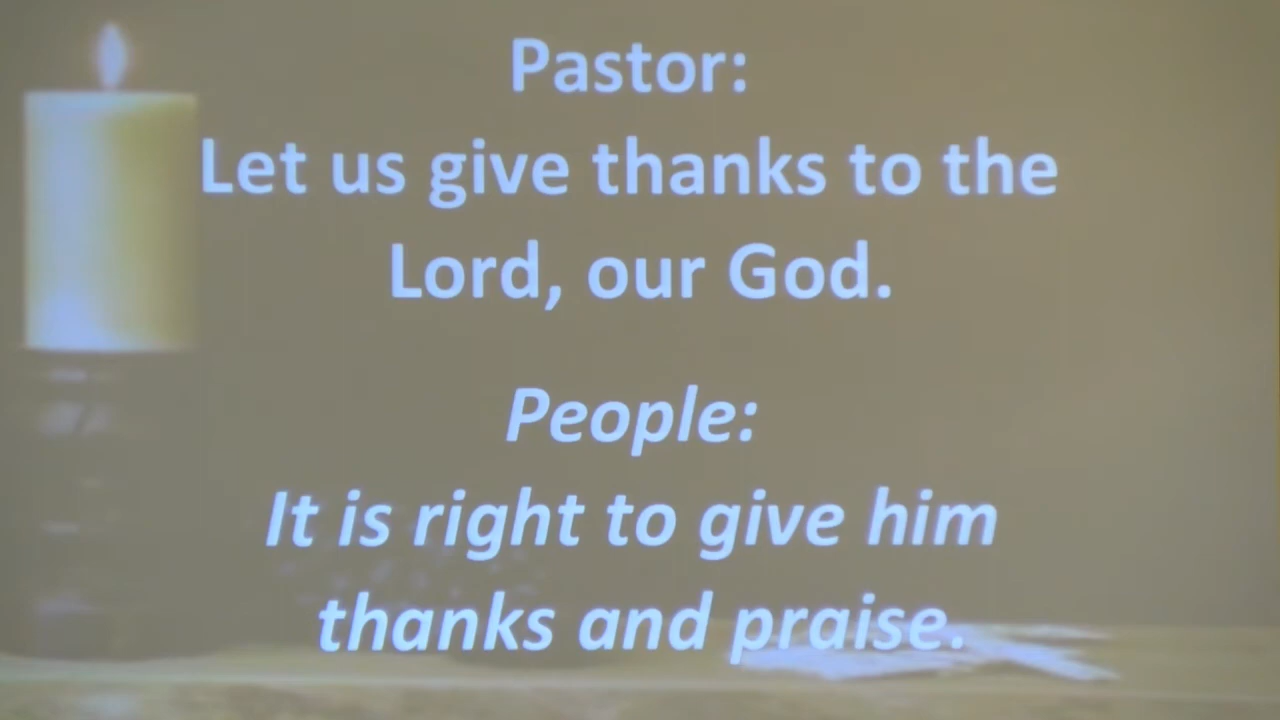 Pastor:
Let us give thanks to the
Lord, our God.
People:
It is right to give him
thanks and praise.